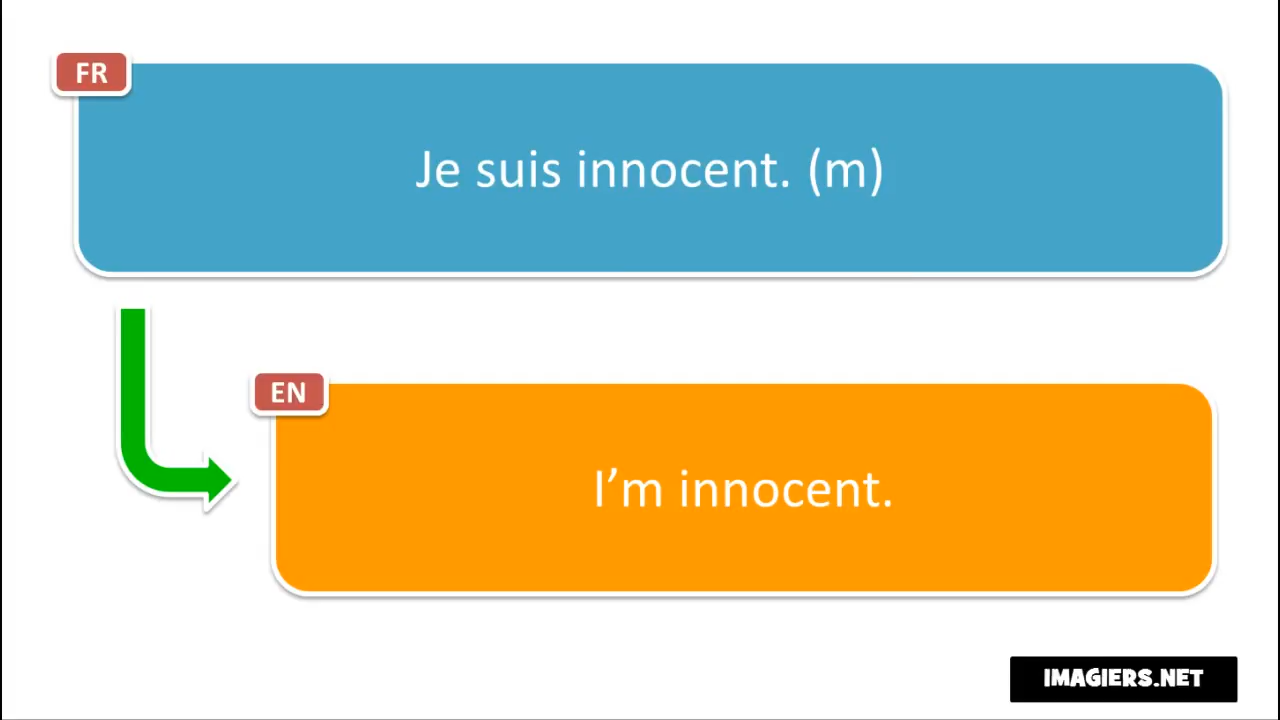 FR
Je suis innocent. (m)
EN
I’m innocent.
IMAGIERS.NET